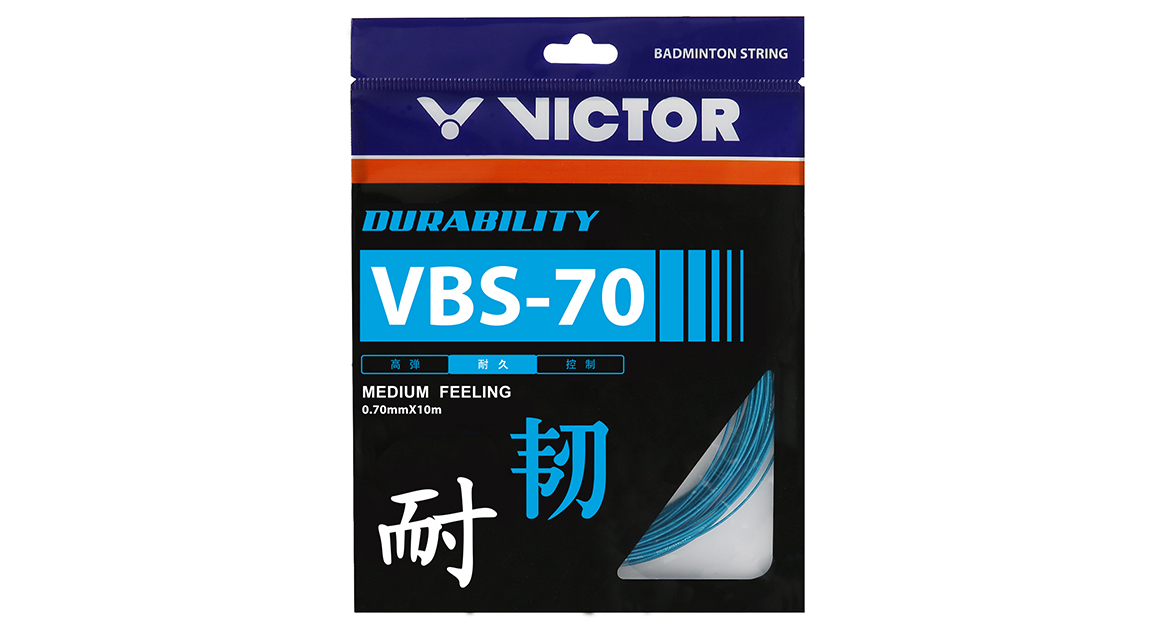 BADMINTON STRING
VICTOR
DURABILITY
VBS-70
高弹 耐久 控制
MEDIUM FEELING
0.70mmX10m
韧
耐